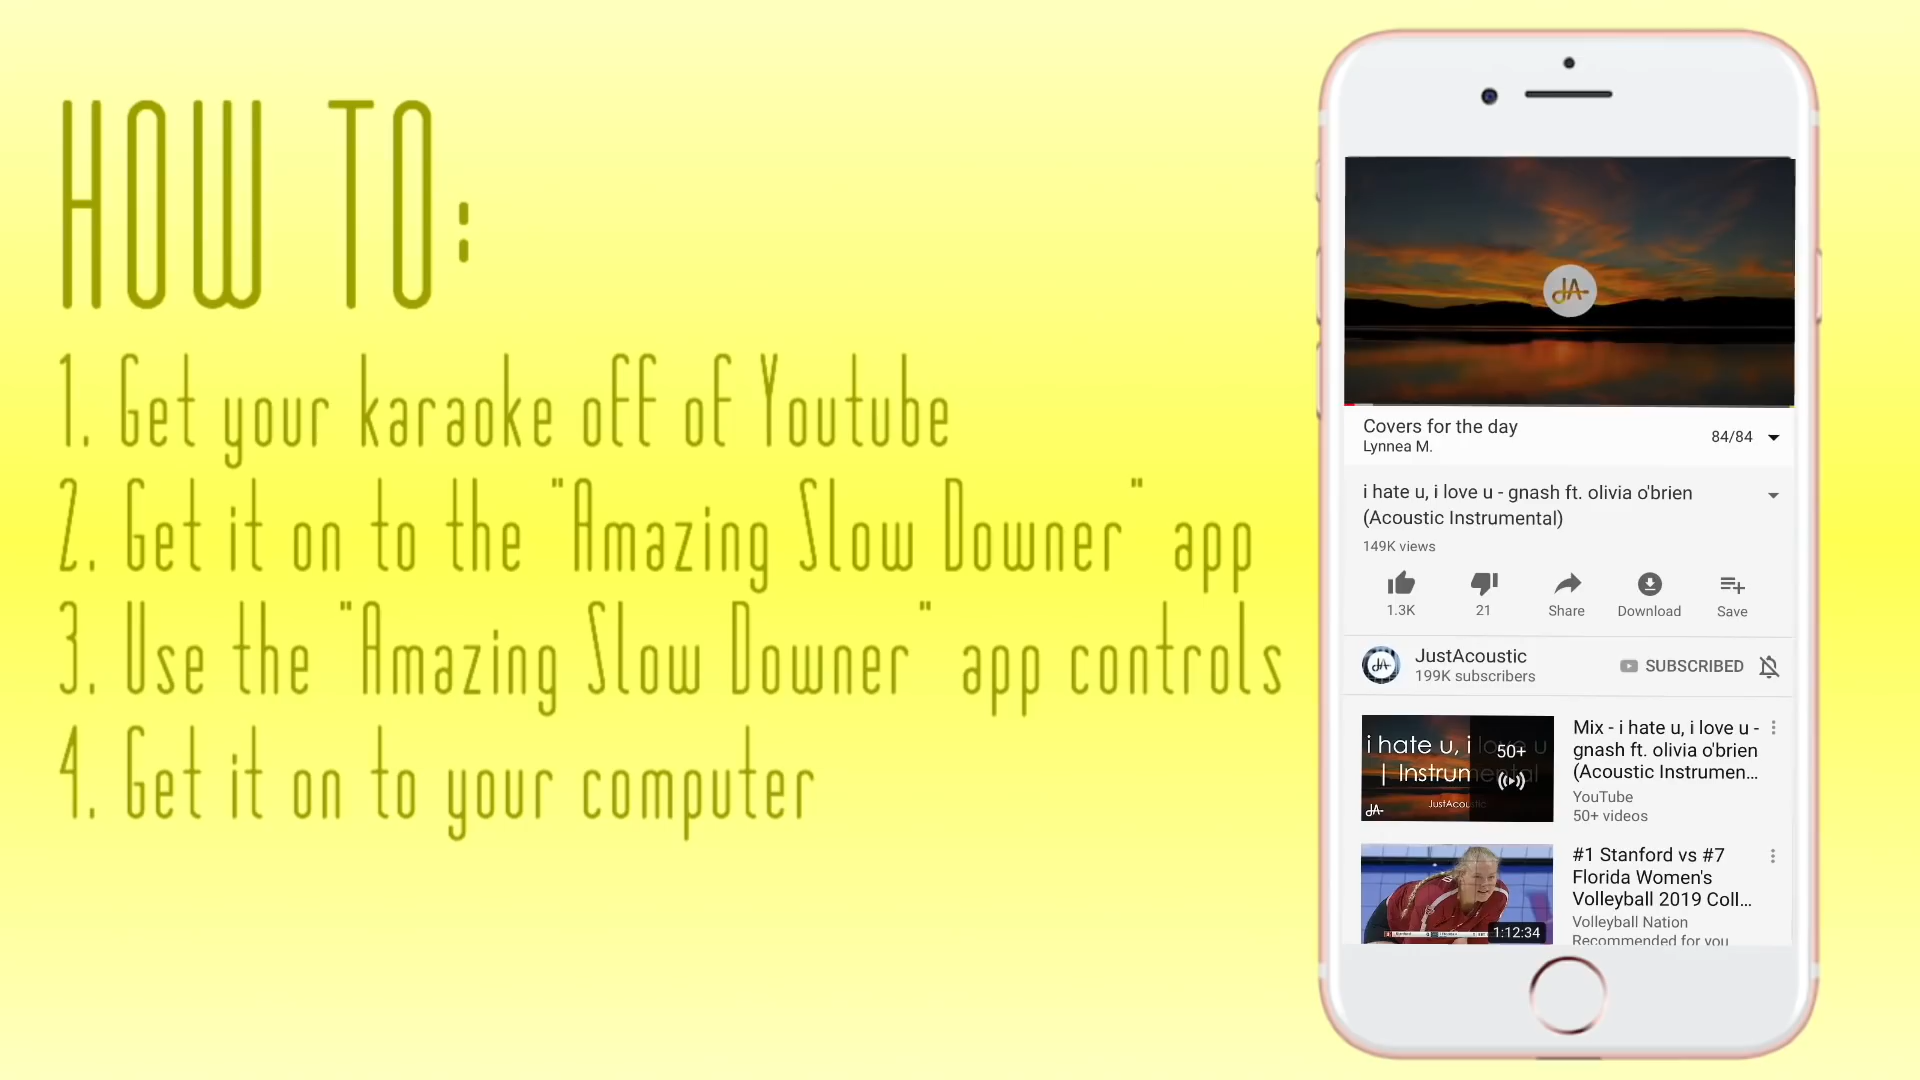 HOW TO:
1. Get your karaoke off of Youtube
2. Get it on to the "Amazing Slow Downer" app
3. Use the "Amazing Slow Downer" app controls
4. Get it on to your computer
JA
Covers for the day
Lynnea M.
84/84
i hate u, i love u - gnash ft. olivia o'brien
(Acoustic Instrumental)
149K views
1.3K
21
Share
Download
Save
JA
JustAcoustic
199K subscribers
SUBSCRIBED
i hate u, i love u
| Instrumental
50+
JustAcoustic
JA
Mix - i hate u, i love u -
gnash ft. olivia o'brien
(Acoustic Instrumen...
YouTube
50+ videos
1:12:34
#1 Stanford vs #7
Florida Women's
Volleyball 2019 Coll...
Volleyball Nation
Recommended for you